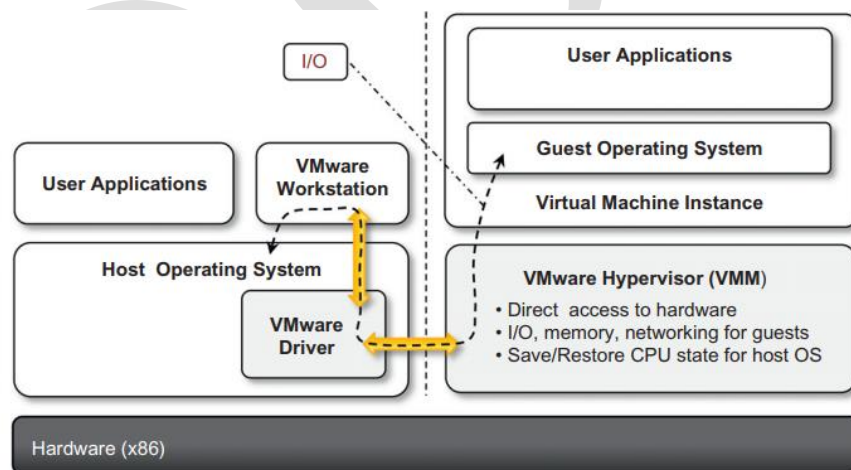 I/O
User Applications
VMware
Workstation
Host Operating System
VMware
Driver
User Applications
Guest Operating System
Virtual Machine Instance
VMware Hypervisor (VMM)
• Direct access to hardware
• I/O, memory, networking for guests
• Save/Restore CPU state for host OS
Hardware (x86)